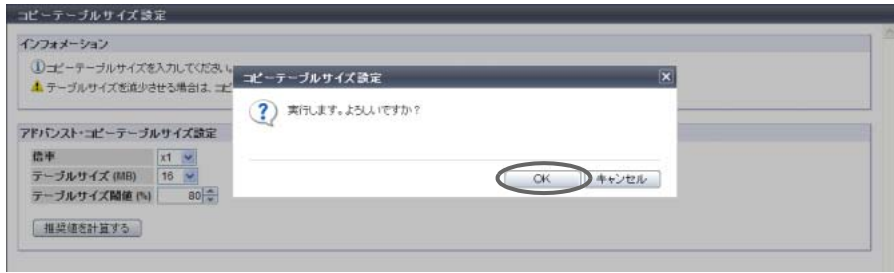 コピーテーブルサイズ設定
インフォメーション
コピーテーブルサイズを入力してください。
テーブルサイズを減少させる場合は、コピ
コピーテーブルサイズ設定
実行します。よろしいですか?
OK
キャンセル
アドバンスト・コピーテーブルサイズ設定
倍率 x1
テーブルサイズ (MB) 16
テーブルサイズ閾値 (%) 80
推奨値を計算する